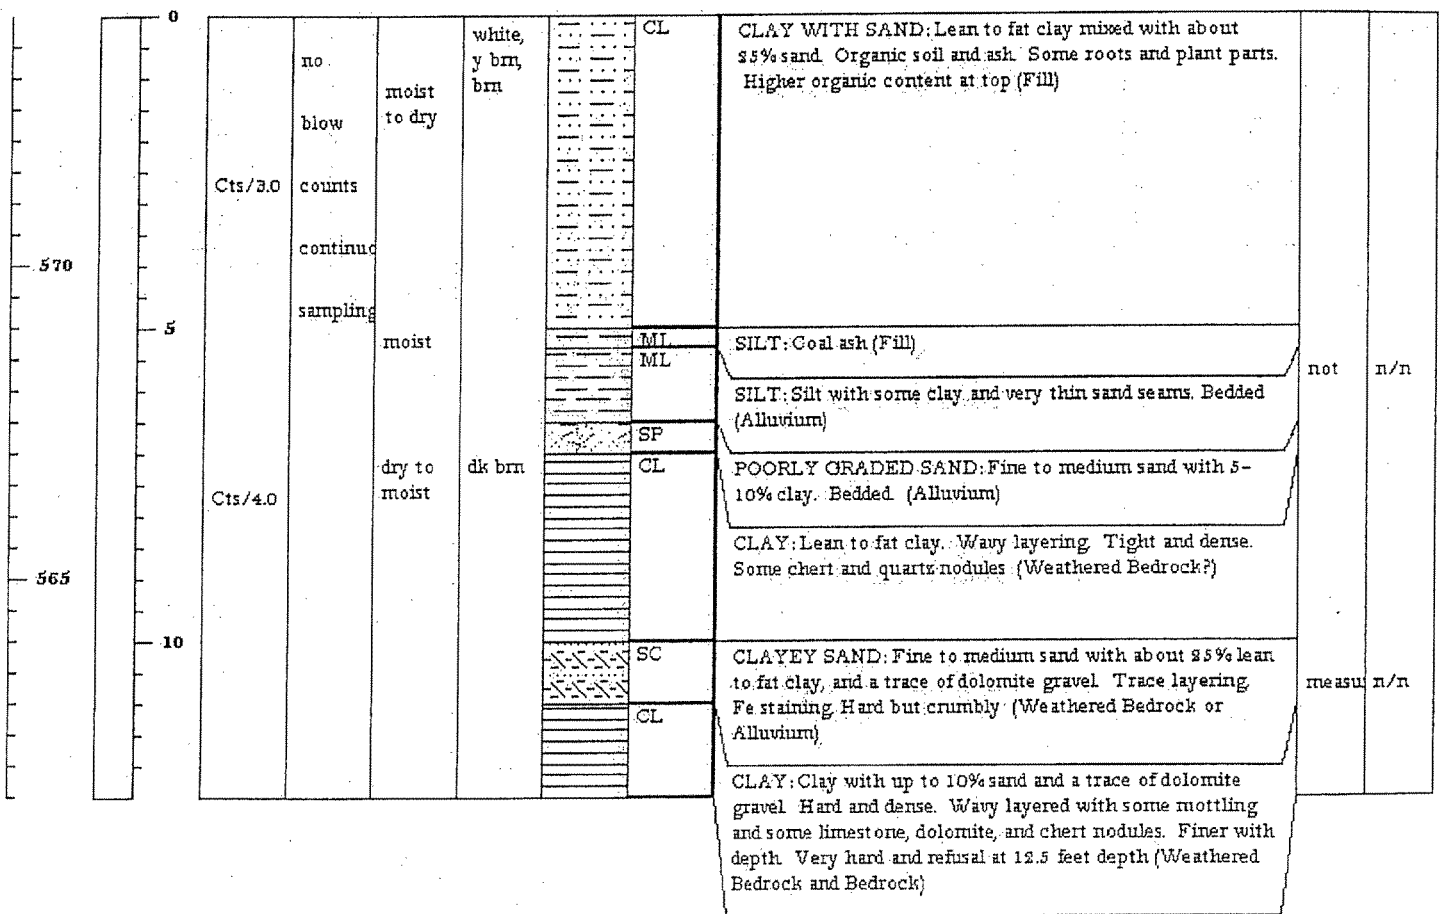 0
no
blow
counts
continuo
sampling
moist
to dry
white,
y brn,
brn
CL
CLAY WITH SAND: Lean to fat clay mixed with about
25% sand. Organic soil and ash. Some roots and plant parts.
Higher organic content at top (Fill)
Cts/3.0
570
5
moist
ML
SILT: Coal ash (Fill)
ML
SILT: Silt with some clay and very thin sand seams. Bedded
(Alluvium)
not
n/n
SP
POORLY GRADED SAND: Fine to medium sand with 5-
10% clay. Bedded. (Alluvium)
dry to
moist
dk brn
CL
Cts/4.0
CLAY: Lean to fat clay. Wavy layering. Tight and dense.
Some chert and quartz nodules (Weathered Bedrock?)
565
10
SC
CLAYEY SAND: Fine to medium sand with about 25% lean
to fat clay, and a trace of dolomite gravel. Trace layering.
Fe staining. Hard but crumbly (Weathered Bedrock or
Alluvium)
measu
n/n
CL
CLAY: Clay with up to 10% sand and a trace of dolomite
gravel. Hard and dense. Wavy layered with some mottling
and some limestone, dolomite, and chert nodules. Finer with
depth. Very hard and refusal at 12.5 feet depth (Weathered
Bedrock and Bedrock)